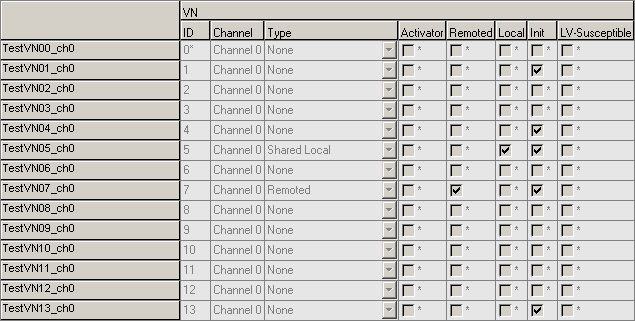 VN
ID Channel Type Activator Remoted Local Init LV-Susceptible
TestVN00_ch0 0* Channel 0 None * * * * *
TestVN01_ch0 1 Channel 0 None * * * *
TestVN02_ch0 2 Channel 0 None * * * * *
TestVN03_ch0 3 Channel 0 None * * * * *
TestVN04_ch0 4 Channel 0 None * * * *
TestVN05_ch0 5 Channel 0 Shared Local * * *
TestVN06_ch0 6 Channel 0 None * * * * *
TestVN07_ch0 7 Channel 0 Remoted * * *
TestVN08_ch0 8 Channel 0 None * * * * *
TestVN09_ch0 9 Channel 0 None * * * * *
TestVN10_ch0 10 Channel 0 None * * * * *
TestVN11_ch0 11 Channel 0 None * * * * *
TestVN12_ch0 12 Channel 0 None * * * * *
TestVN13_ch0 13 Channel 0 None * * * *